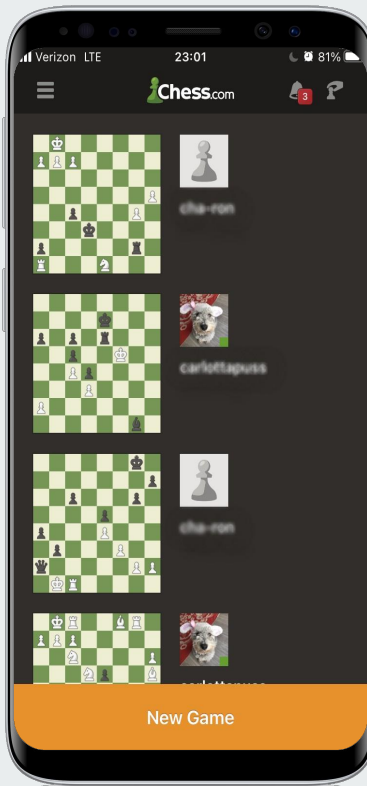 Verizon LTE 23:01 81%
Chess.com
3
cha-ron
carlottapuss
cha-ron
New Game